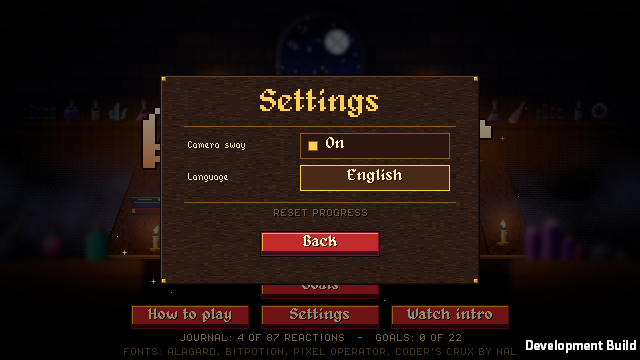 Settings
Camera sway
On
Language
English
RESET PROGRESS
Back
Goals
How to play
Settings
Watch intro
JOURNAL: 4 OF 87 REACTIONS - GOALS: 0 OF 22
FONTS: ALAGARD, BITPOTION, PIXEL OPERATOR, CODER'S CRUX BY NAL
Development Build